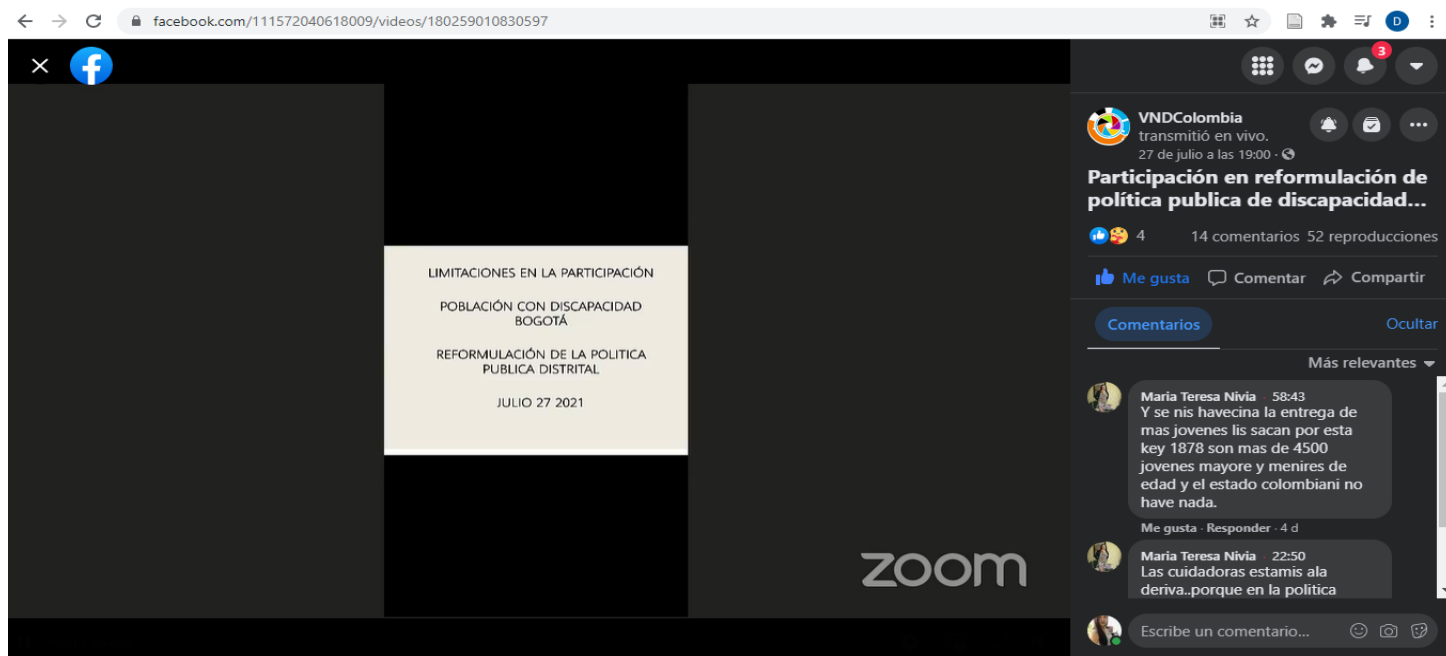 facebook.com/111572040618009/videos/180259010830597
D
3
VNDColombia
transmitió en vivo.
27 de julio a las 19:00 ·
Participación en reformulación de
política publica de discapacidad...
4
14 comentarios 52 reproducciones
Me gusta
Comentar
Compartir
Comentarios
Ocultar
Más relevantes
Maria Teresa Nivia · 58:43
Y se nis havecina la entrega de
mas jovenes lis sacan por esta
key 1878 son mas de 4500
jovenes mayore y menires de
edad y el estado colombiani no
have nada.
Me gusta · Responder · 4 d
Maria Teresa Nivia · 22:50
Las cuidadoras estamis ala
deriva..porque en la politica
Escribe un comentario...
LIMITACIONES EN LA PARTICIPACIÓN
POBLACIÓN CON DISCAPACIDAD
BOGOTÁ
REFORMULACIÓN DE LA POLITICA
PUBLICA DISTRITAL
JULIO 27 2021
zoom